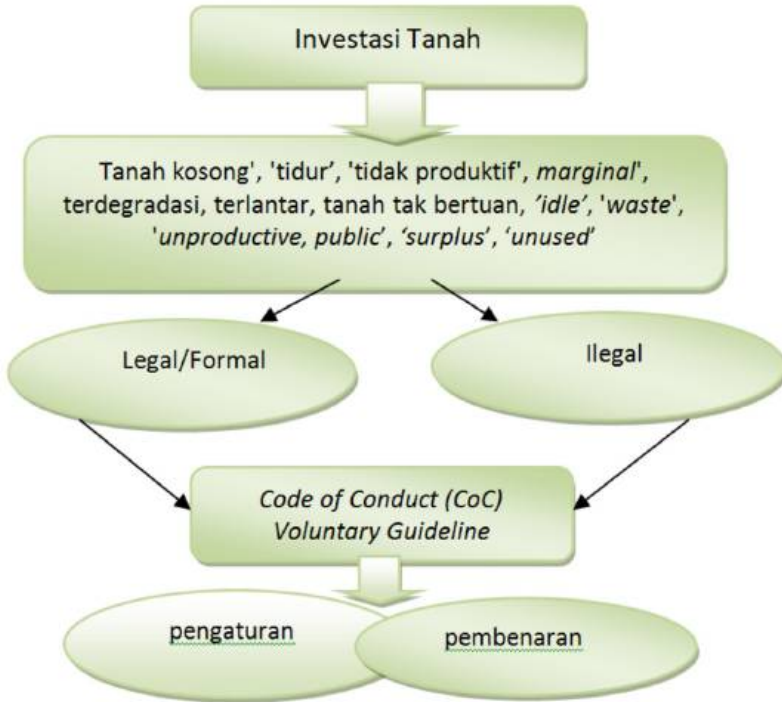 Investasi Tanah
Tanah kosong', 'tidur’, 'tidak produktif', marginal',
terdegradasi, terlantar, tanah tak bertuan, ’idle’, 'waste',
'unproductive, public’, ‘surplus’, ‘unused’
Legal/Formal
Ilegal
Code of Conduct (CoC)
Voluntary Guideline
pengaturan
pembenaran